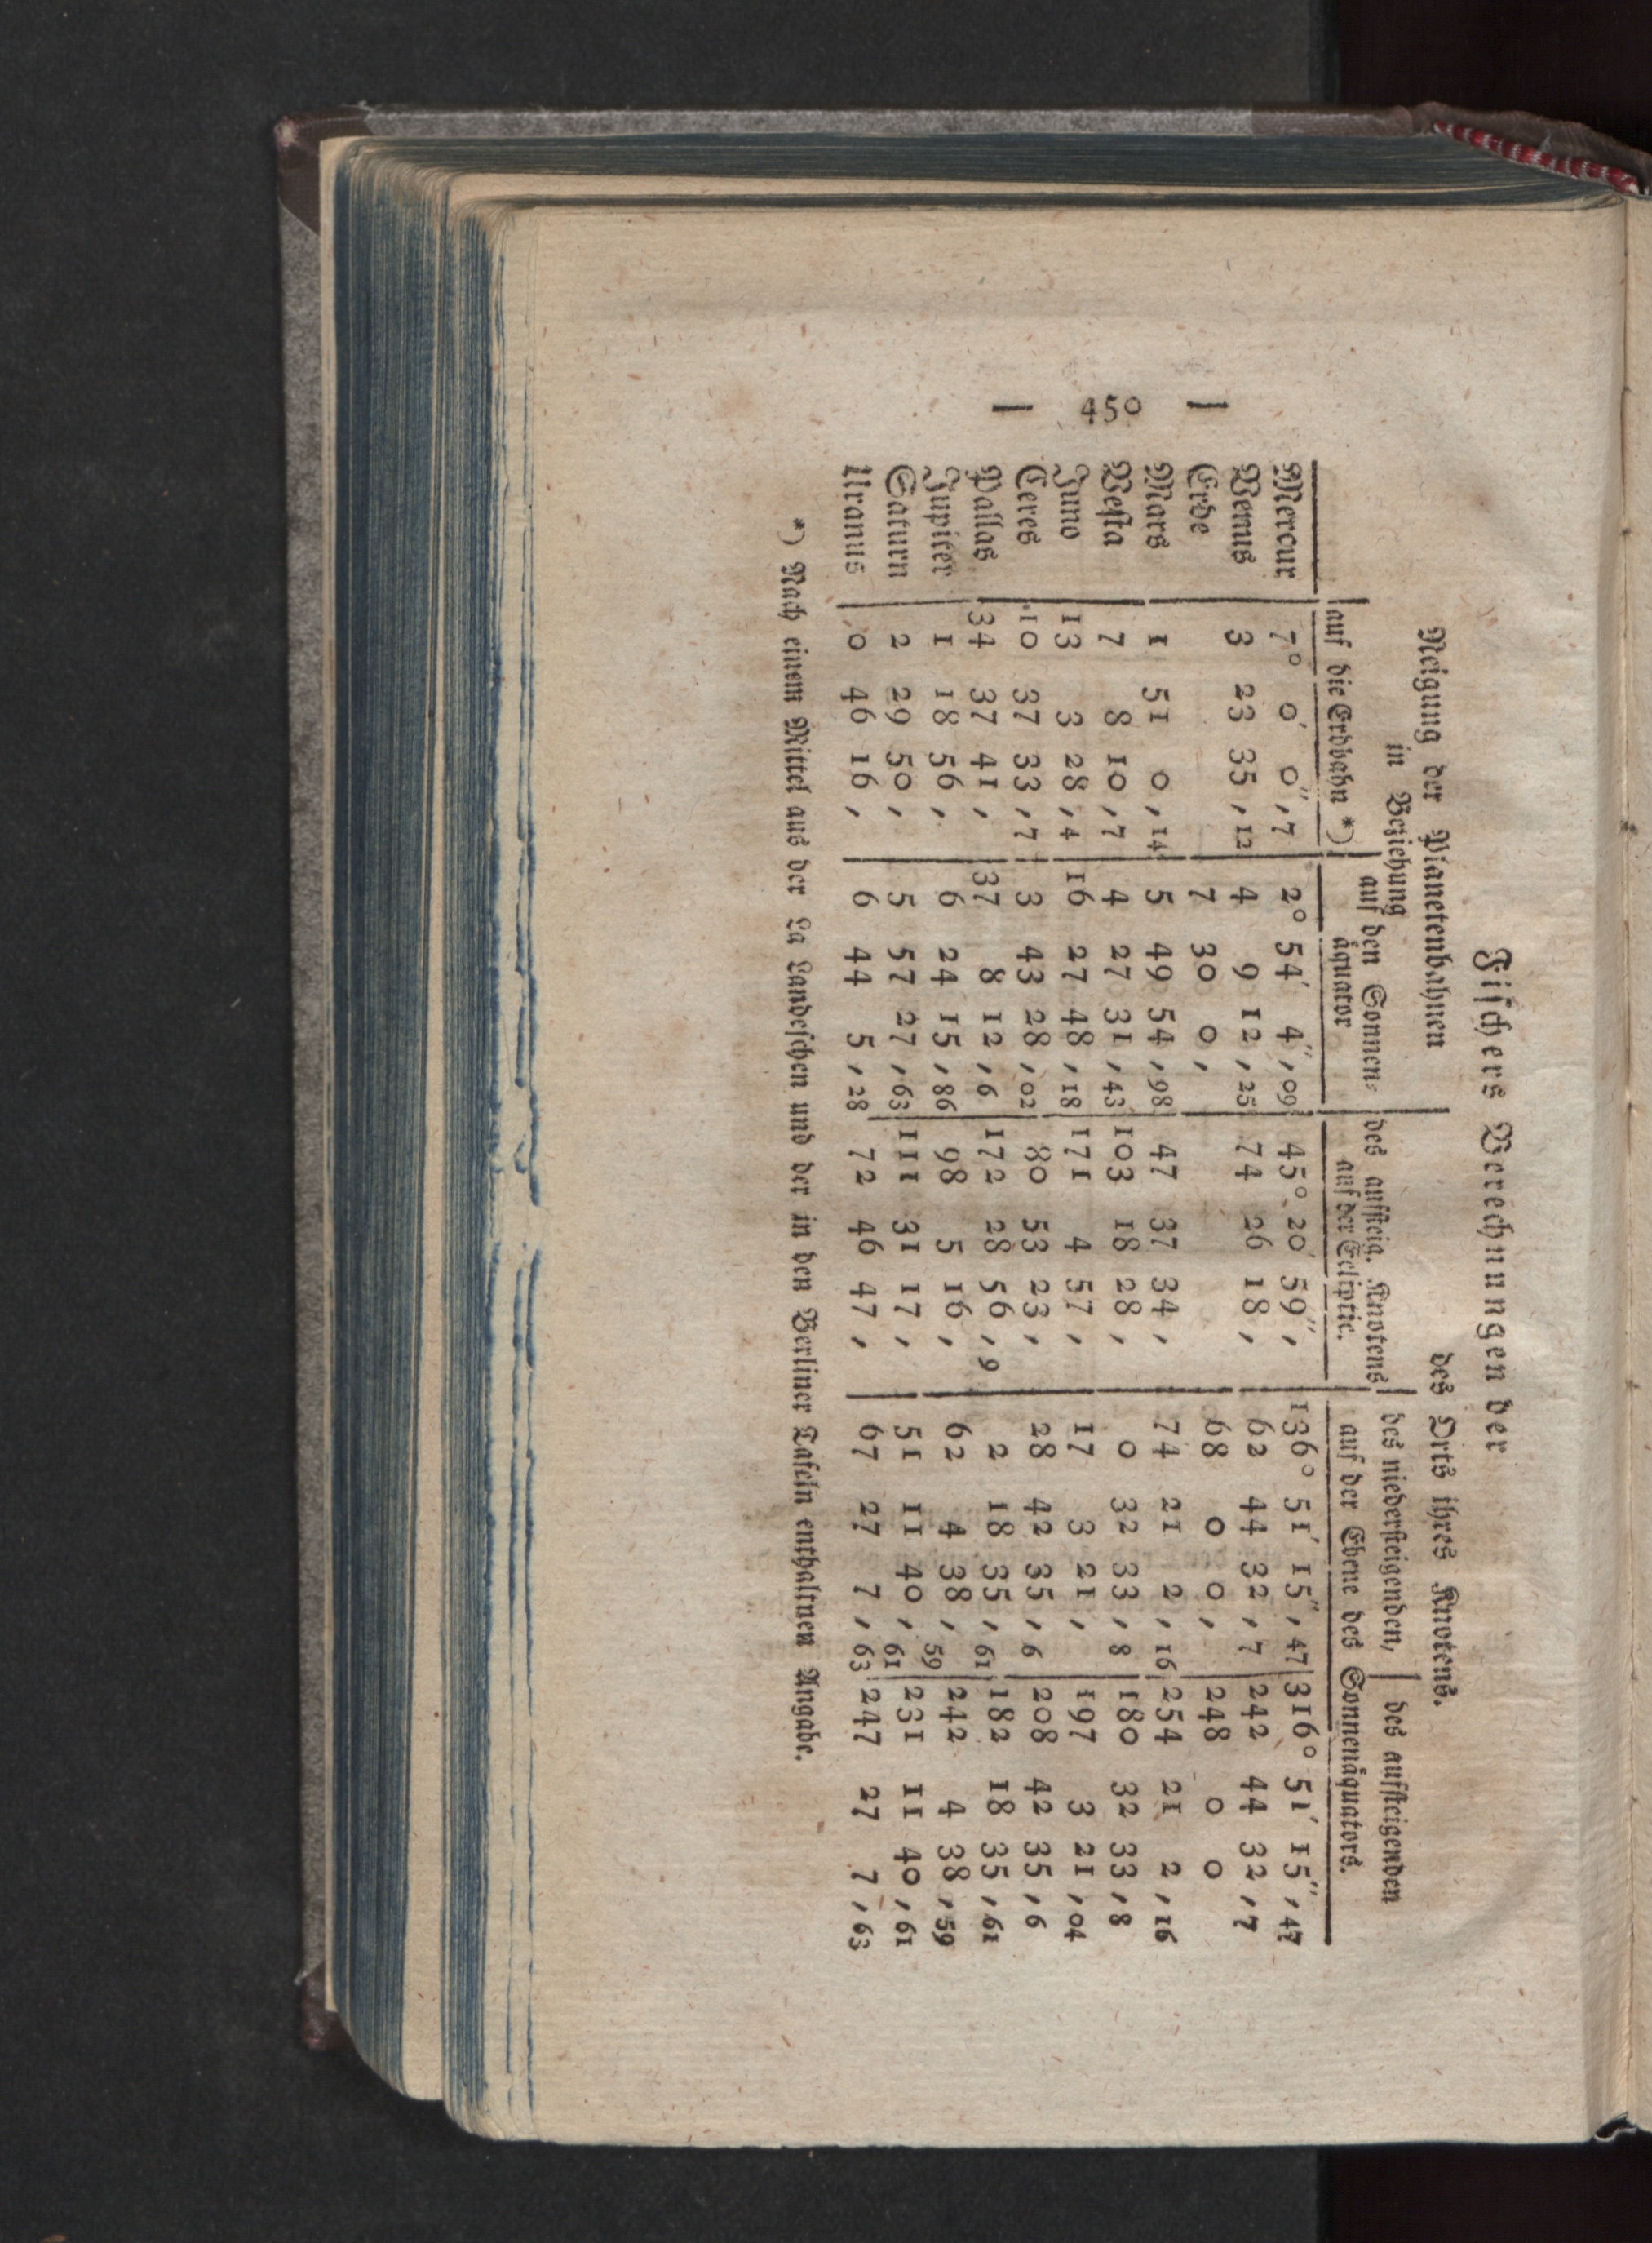 — 450 —
Fischers Berechnungen der
Neigung der Planetenbahnen des Orts ihres Knotens.
in Beziehung
auf die Erdbahn *) auf den Sonnen= des aufsteig. Knotens des niedersteigenden, des aufsteigenden
äquator auf der Ecliptic. auf der Ebene des Sonnenäquators.
Mercur 7° 0′ 0″,7 2° 54′ 4″,09 45° 20′ 59″, 136° 51′ 15″,47 316° 51′ 15″,47
Venus 3 23 35,12 4 9 12,25 74 26 18, 62 44 32,7 242 44 32,7
Erde 7 30 0, 68 0 0, 248 0 0
Mars 1 51 0,14 5 49 54,98 47 37 34, 74 21 2,16 254 21 2,16
Vesta 7 8 10,7 4 27 31,43 103 18 28, 0 32 33,8 180 32 33,8
Juno 13 3 28,4 16 27 48,18 171 4 57, 17 3 21, 197 3 21,04
Ceres 10 37 33,7 3 43 28,02 80 53 23, 28 42 35,6 208 42 35,6
Pallas 34 37 41, 37 8 12,6 172 28 56,9 2 18 35,61 182 18 35,61
Jupiter 1 18 56, 6 24 15,86 98 5 16, 62 4 38,59 242 4 38,59
Saturn 2 29 50, 5 57 27,63 111 31 17, 51 11 40,61 231 11 40,61
Uranus 0 46 16, 6 44 5,28 72 46 47, 67 27 7,63 247 27 7,63
*) Nach einem Mittel aus der La Landeschen und der in den Berliner Tafeln enthaltnen Angabe.